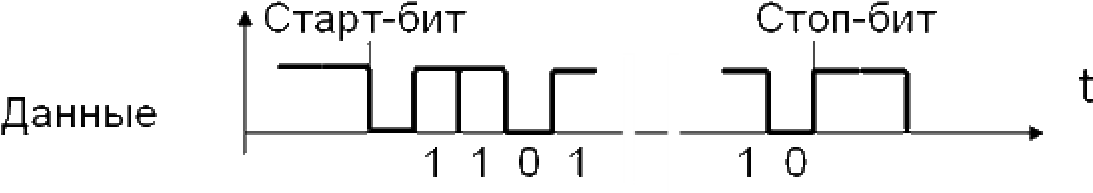 Старт-бит Стоп-бит
Данные t
1 1 0 1 1 0